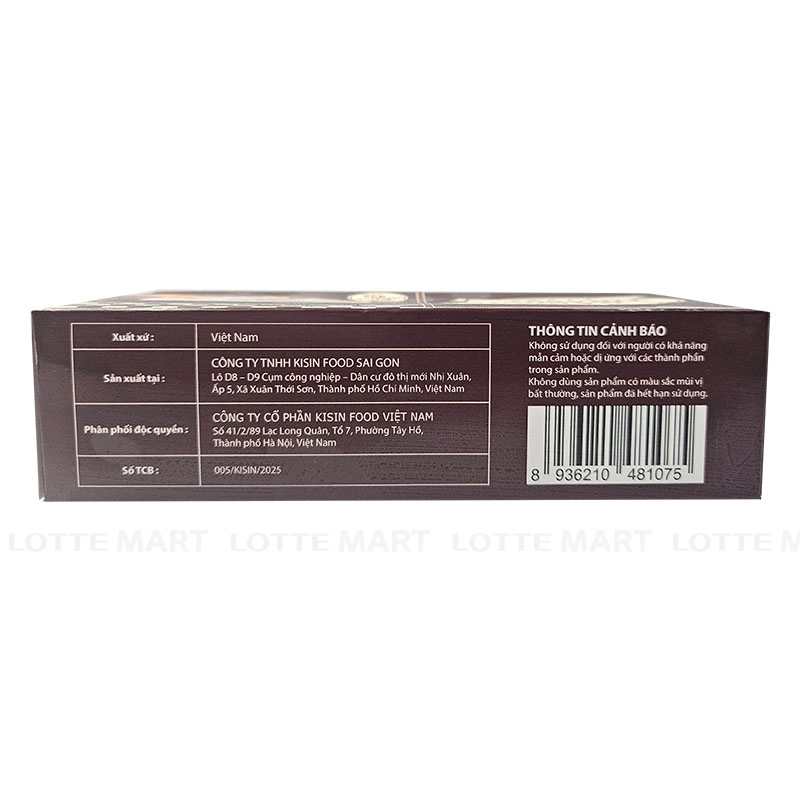 Xuất xứ :
Việt Nam
Sản xuất tại :
CÔNG TY TNHH KISIN FOOD SAI GON
Lô D8 – D9 Cụm công nghiệp – Dân cư đô thị mới Nhị Xuân,
Ấp 5, Xã Xuân Thới Sơn, Thành phố Hồ Chí Minh, Việt Nam
Phân phối độc quyền :
CÔNG TY CỔ PHẦN KISIN FOOD VIỆT NAM
Số 41/2/89 Lạc Long Quân, Tổ 7, Phường Tây Hồ,
Thành phố Hà Nội, Việt Nam
Số TCB :
005/KISIN/2025
THÔNG TIN CẢNH BÁO
Không sử dụng đối với người có khả năng
mẫn cảm hoặc dị ứng với các thành phần
trong sản phẩm.
Không dùng sản phẩm có màu sắc mùi vị
bất thường, sản phẩm đã hết hạn sử dụng.
8 936210 481075
LOTTE MART LOTTE MART LOTTE MART LOTTE MART